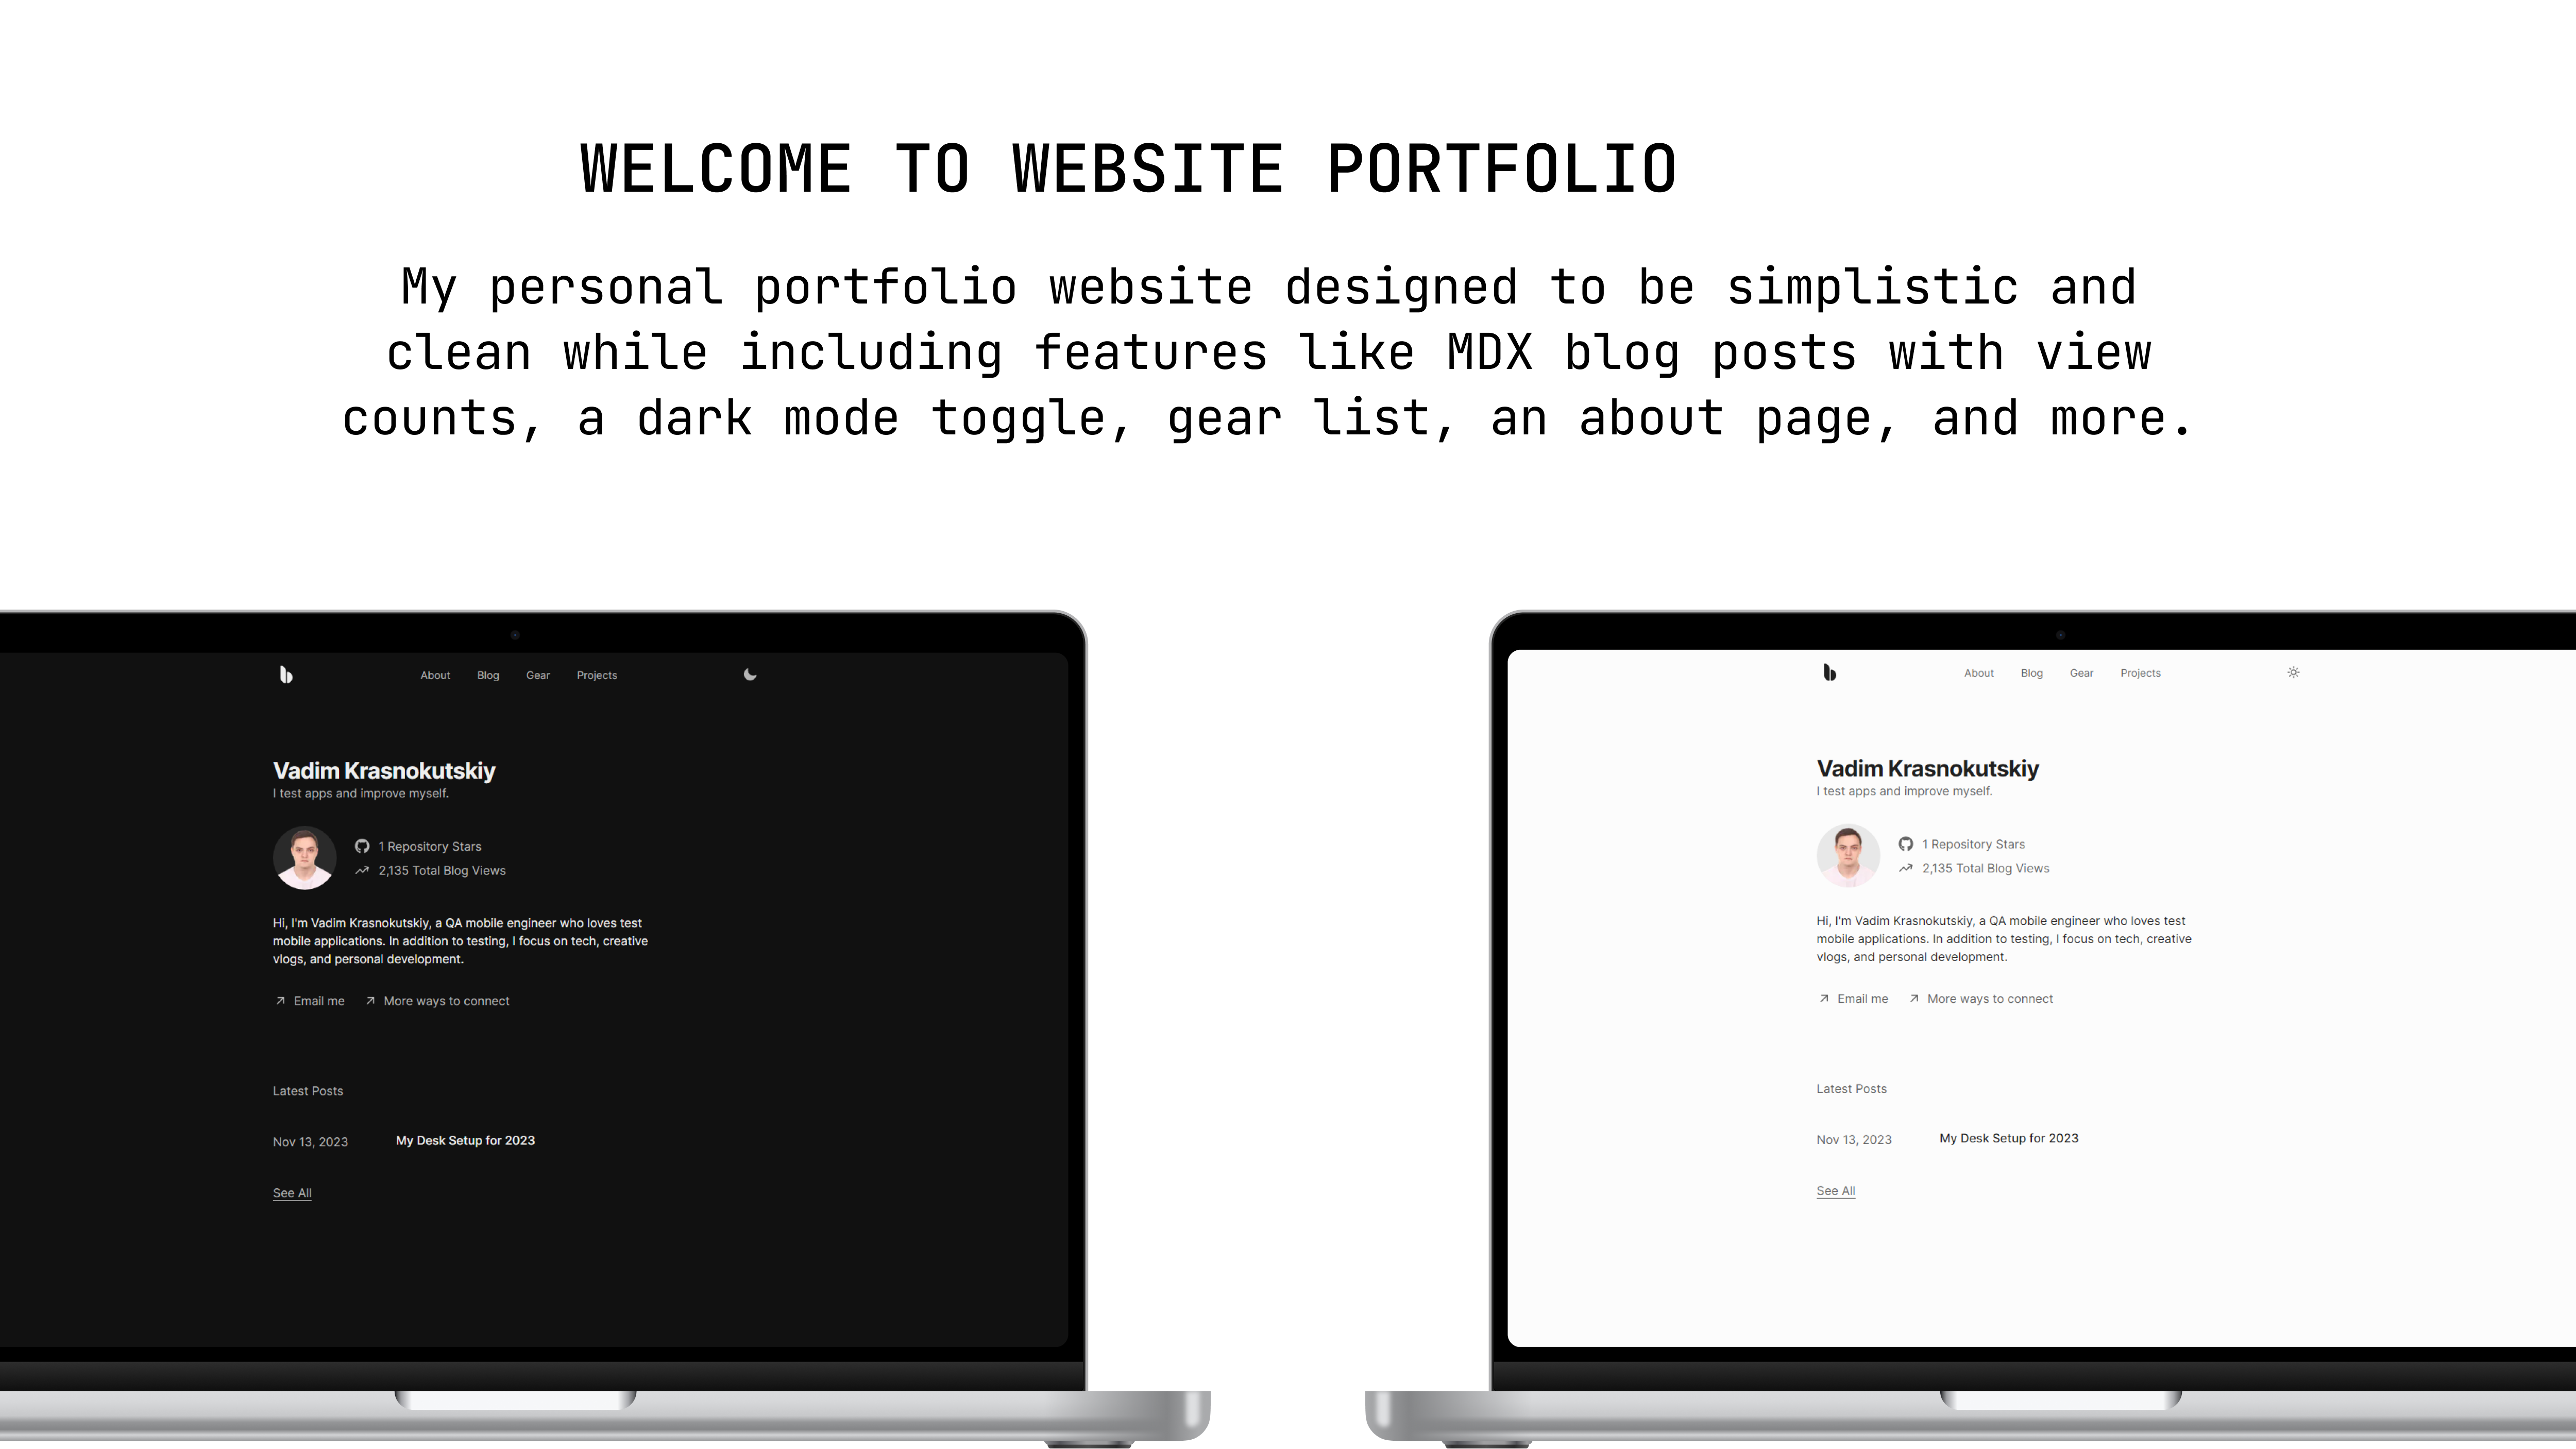 WELCOME TO WEBSITE PORTFOLIO
My personal portfolio website designed to be simplistic and
clean while including features like MDX blog posts with view
counts, a dark mode toggle, gear list, an about page, and more.
About Blog Gear Projects
Vadim Krasnokutskiy
I test apps and improve myself.
1 Repository Stars
2,135 Total Blog Views
Hi, I'm Vadim Krasnokutskiy, a QA mobile engineer who loves test
mobile applications. In addition to testing, I focus on tech, creative
vlogs, and personal development.
Email me More ways to connect
Latest Posts
Nov 13, 2023 My Desk Setup for 2023
See All
About Blog Gear Projects
Vadim Krasnokutskiy
I test apps and improve myself.
1 Repository Stars
2,135 Total Blog Views
Hi, I'm Vadim Krasnokutskiy, a QA mobile engineer who loves test
mobile applications. In addition to testing, I focus on tech, creative
vlogs, and personal development.
Email me More ways to connect
Latest Posts
Nov 13, 2023 My Desk Setup for 2023
See All